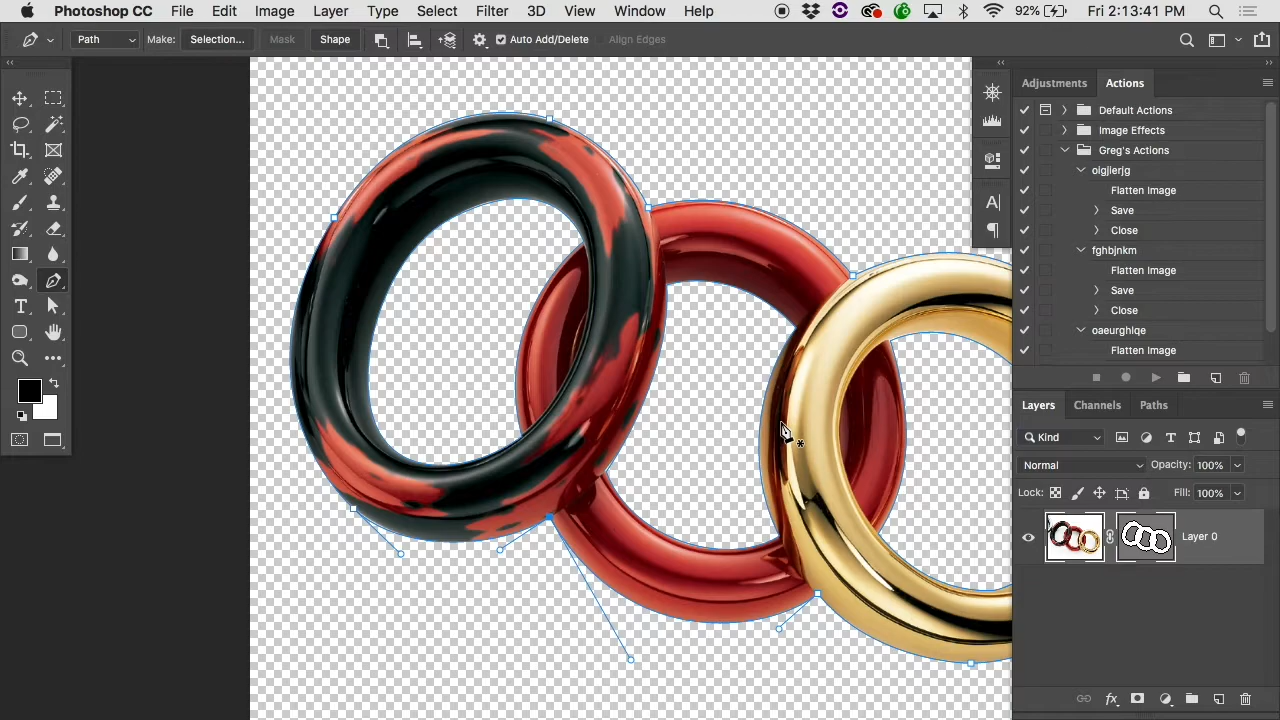 Photoshop CC File Edit Image Layer Type Select Filter 3D View Window Help 92% Fri 2:13:41 PM
Path Make: Selection... Mask Shape Auto Add/Delete Align Edges
Adjustments Actions
Default Actions
Image Effects
Greg's Actions
olgjlerjg
Flatten Image
Save
Close
fghbjnkm
Flatten Image
Save
Close
oaeurghlqe
Flatten Image
Layers Channels Paths
Kind
Normal Opacity: 100%
Lock: Fill: 100%
Layer 0